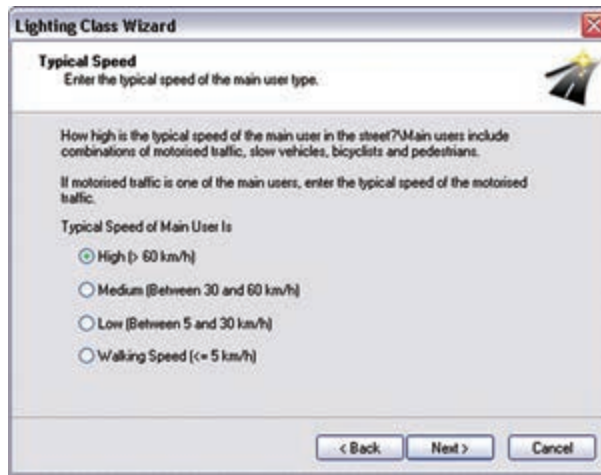 Lighting Class Wizard
Typical Speed
Enter the typical speed of the main user type.
How high is the typical speed of the main user in the street?\Main users include
combinations of motorised traffic, slow vehicles, bicyclists and pedestrians.
If motorised traffic is one of the main users, enter the typical speed of the motorised
traffic.
Typical Speed of Main User Is
High (> 60 km/h)
Medium (Between 30 and 60 km/h)
Low (Between 5 and 30 km/h)
Walking Speed (<= 5 km/h)
< Back Next > Cancel